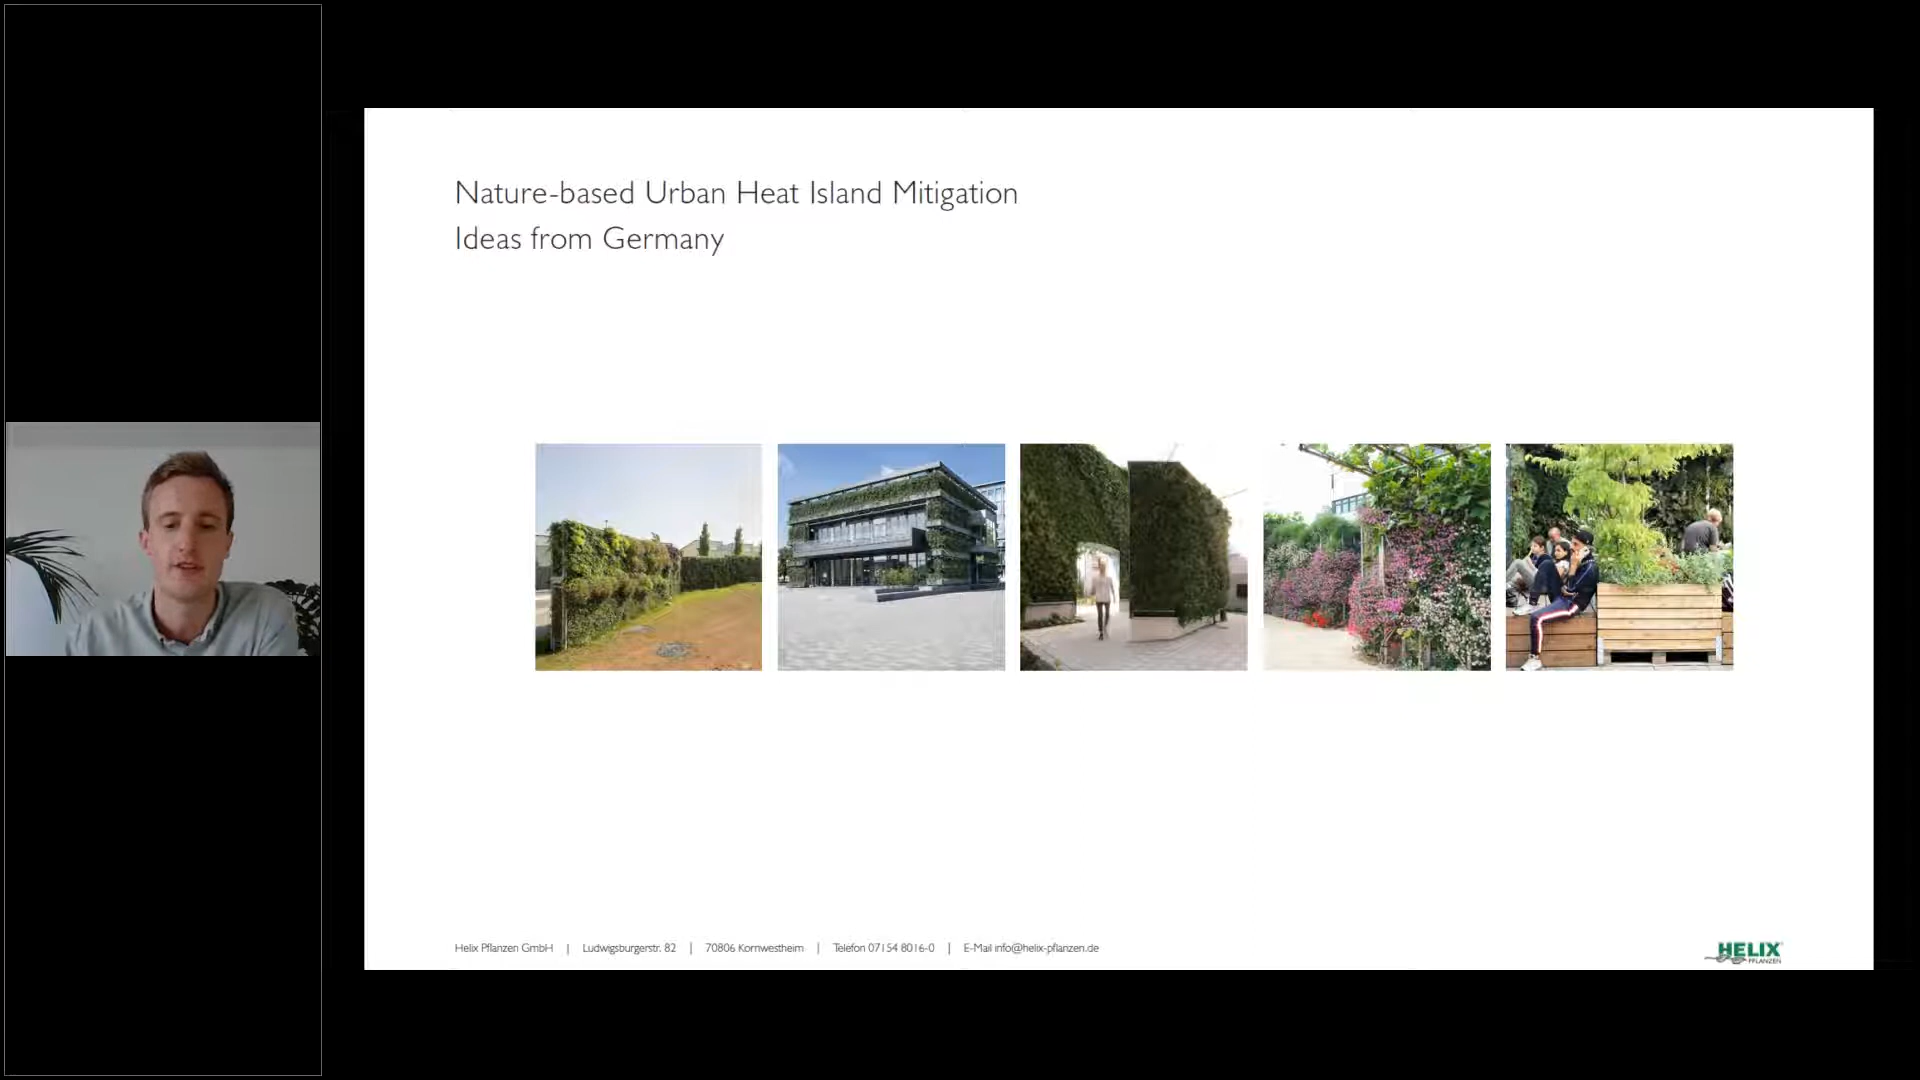 Nature-based Urban Heat Island Mitigation
Ideas from Germany
Helix Pflanzen GmbH | Ludwigsburgerstr. 82 | 70806 Kornwestheim | Telefon 07154 8016-0 | E-Mail info@helix-pflanzen.de
HELIX
PFLANZEN